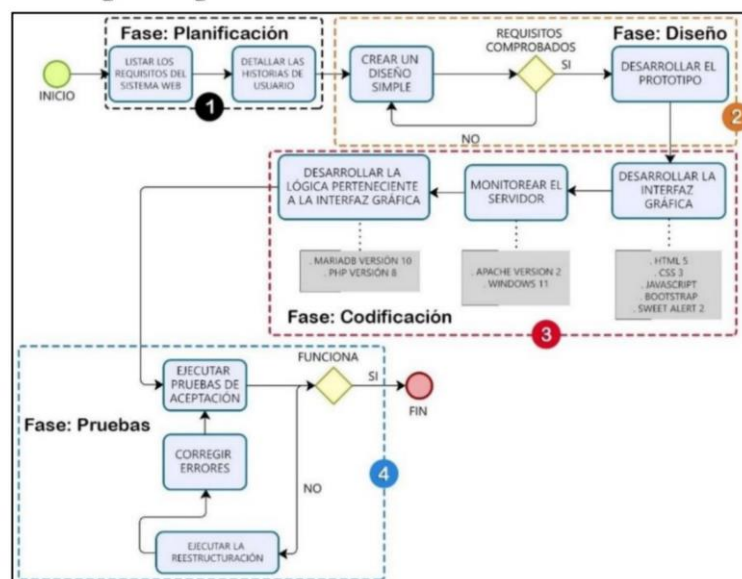 Fase: Planificación
INICIO
LISTAR LOS
REQUISITOS DEL
SISTEMA WEB
DETALLAR LAS
HISTORIAS DE
USUARIO
1
CREAR UN
DISEÑO
SIMPLE
REQUISITOS
COMPROBADOS
SI
NO
Fase: Diseño
DESARROLLAR EL
PROTOTIPO
2
DESARROLLAR LA
INTERFAZ
GRÁFICA
. HTML 5
. CSS 3
. JAVASCRIPT
. BOOTSTRAP
. SWEET ALERT 2
MONITOREAR EL
SERVIDOR
. APACHE VERSION 2
. WINDOWS 11
DESARROLLAR LA
LÓGICA PERTENECIENTE
A LA INTERFAZ GRÁFICA
. MARIADB VERSIÓN 10
. PHP VERSIÓN 8
Fase: Codificación
3
EJECUTAR
PRUEBAS DE
ACEPTACIÓN
FUNCIONA
SI
FIN
NO
Fase: Pruebas
CORREGIR
ERRORES
EJECUTAR LA
REESTRUCTURACIÓN
4